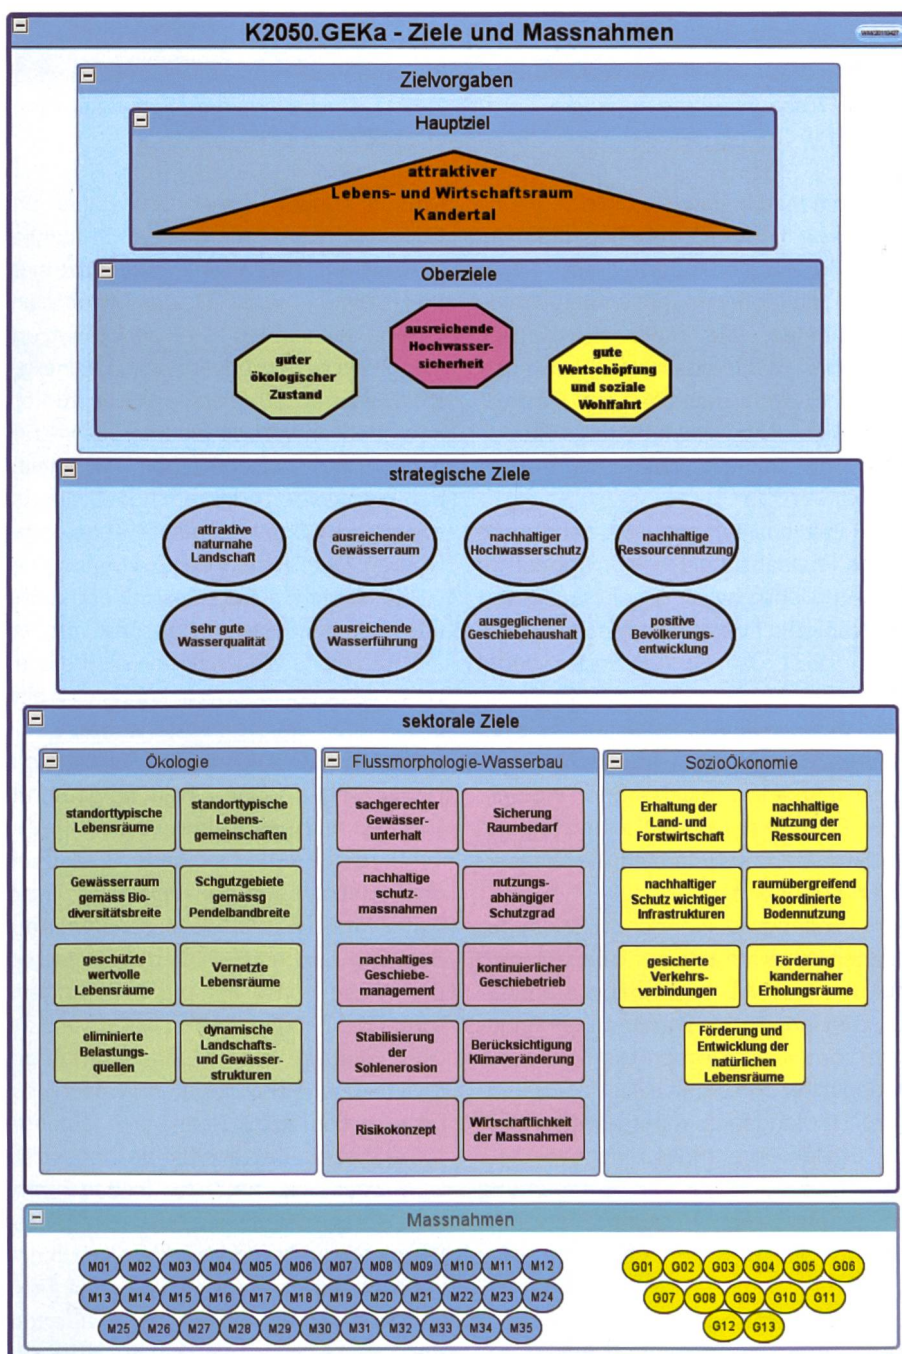 K2050.GEKa - Ziele und Massnahmen
Zielvorgaben
Hauptziel
attraktiver
Lebens- und Wirtschaftsraum
Kandertal
Oberziele
guter
ökologischer
Zustand
ausreichende
Hochwasser-
sicherheit
gute
Wertschöpfung
und soziale
Wohlfahrt
strategische Ziele
attraktive
naturnahe
Landschaft
ausreichender
Gewässerraum
nachhaltiger
Hochwasserschutz
nachhaltige
Ressourcennutzung
sehr gute
Wasserqualität
ausreichende
Wasserführung
ausgeglichener
Geschiebehaushalt
positive
Bevölkerungs-
entwicklung
sektorale Ziele
Ökologie
standorttypische
Lebensräume
standorttypische
Lebens-
gemeinschaften
Gewässerraum
gemäss Bio-
diversitätsbreite
Schgutzgebiete
gemässg
Pendelbandbreite
geschützte
wertvolle
Lebensräume
Vernetzte
Lebensräume
eliminierte
Belastungs-
quellen
dynamische
Landschafts-
und Gewässer-
strukturen
Flussmorphologie-Wasserbau
sachgerechter
Gewässer-
unterhalt
Sicherung
Raumbedarf
nachhaltige
schutz-
massnahmen
nutzungs-
abhängiger
Schutzgrad
nachhaltiges
Geschiebe-
management
kontinuierlicher
Geschiebetrieb
Stabilisierung
der
Sohlenerosion
Berücksichtigung
Klimaveränderung
Risikokonzept
Wirtschaftlichkeit
der Massnahmen
SozioÖkonomie
Erhaltung der
Land- und
Forstwirtschaft
nachhaltige
Nutzung der
Ressourcen
nachhaltiger
Schutz wichtiger
Infrastrukturen
raumübergreifend
koordinierte
Bodennutzung
gesicherte
Verkehrs-
verbindungen
Förderung
kandernaher
Erholungsräume
Förderung und
Entwicklung der
natürlichen
Lebensräume
Massnahmen
M01 M02 M03 M04 M05 M06 M07 M08 M09 M10 M11 M12
M13 M14 M15 M16 M17 M18 M19 M20 M21 M22 M23 M24
M25 M26 M27 M28 M29 M30 M31 M32 M33 M34 M35
G01 G02 G03 G04 G05 G06
G07 G08 G09 G10 G11
G12 G13